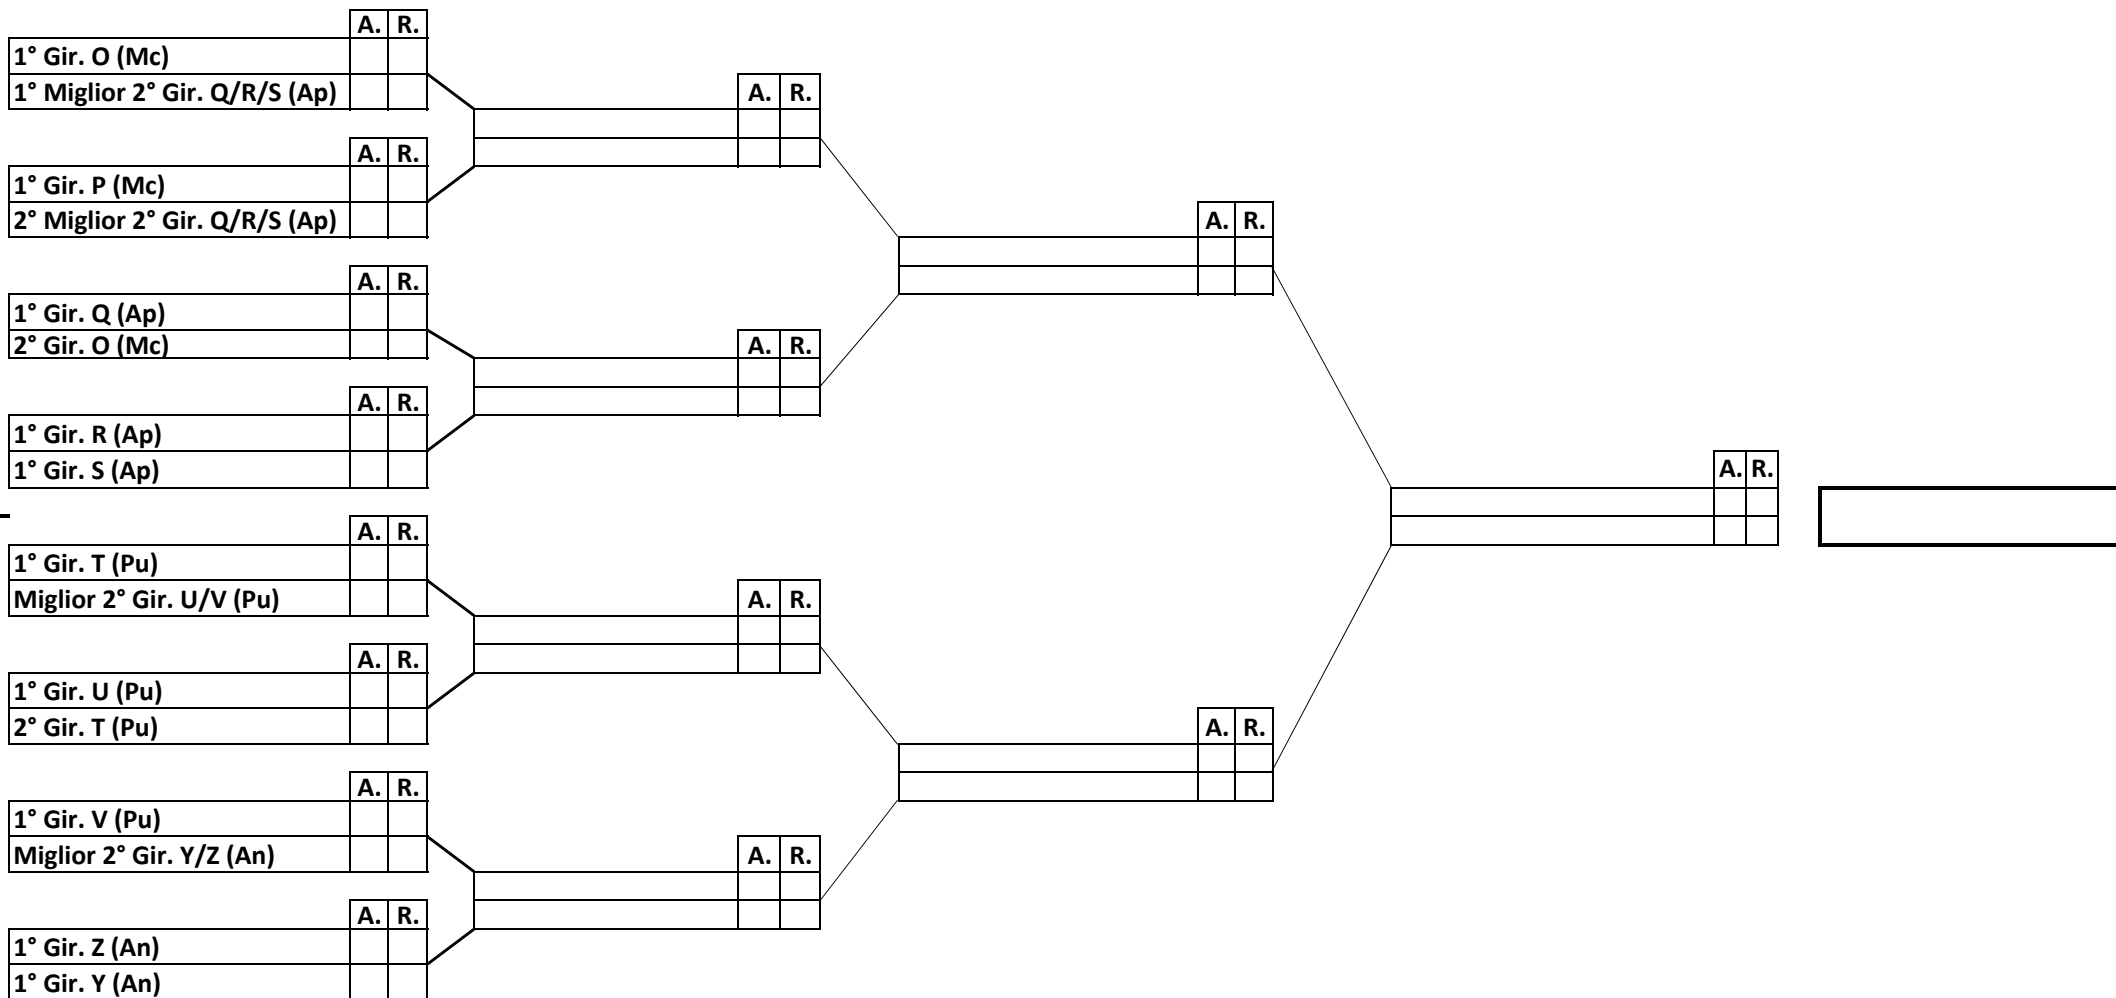 A. R.
1° Gir. O (Mc)
1° Miglior 2° Gir. Q/R/S (Ap)
A. R.
A. R.
1° Gir. P (Mc)
2° Miglior 2° Gir. Q/R/S (Ap)
A. R.
A. R.
1° Gir. Q (Ap)
2° Gir. O (Mc)
A. R.
A. R.
1° Gir. R (Ap)
1° Gir. S (Ap)
A. R.
A. R.
1° Gir. T (Pu)
Miglior 2° Gir. U/V (Pu)
A. R.
A. R.
1° Gir. U (Pu)
2° Gir. T (Pu)
A. R.
A. R.
1° Gir. V (Pu)
Miglior 2° Gir. Y/Z (An)
A. R.
A. R.
1° Gir. Z (An)
1° Gir. Y (An)